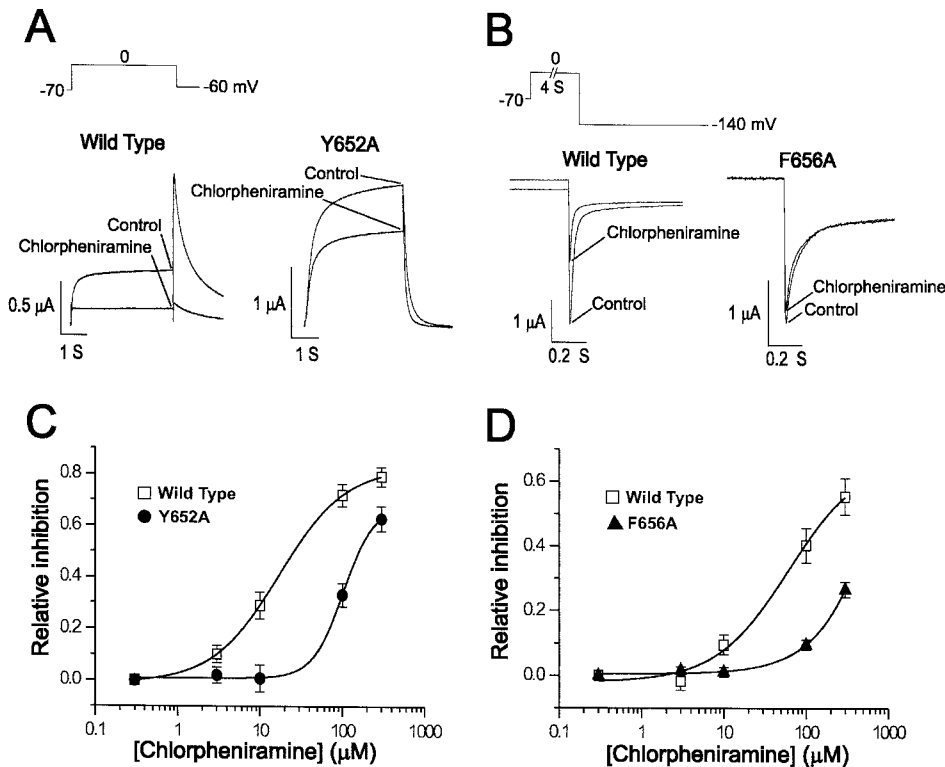 A
0
-70
-60 mV
Wild Type
Y652A
Control
Chlorpheniramine
Control
Chlorpheniramine
0.5 µA
1 S
1 µA
1 S
B
0
4 S
-70
-140 mV
Wild Type
F656A
Chlorpheniramine
Control
1 µA
0.2 S
Chlorpheniramine
Control
1 µA
0.2 S
C
Relative inhibition
0.8
0.6
0.4
0.2
0.0
Wild Type
Y652A
0.1
1
10
100
1000
[Chlorpheniramine] (µM)
D
Relative inhibition
0.6
0.4
0.2
0.0
Wild Type
F656A
0.1
1
10
100
1000
[Chlorpheniramine] (µM)